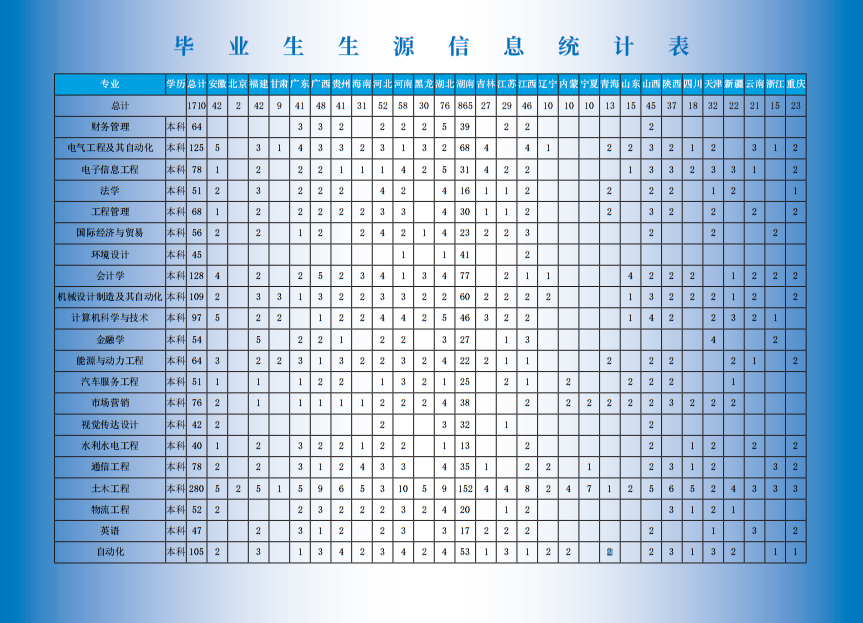 毕业生生源信息统计表
专业 学历 总计 安徽 北京 福建 甘肃 广东 广西 贵州 海南 河北 河南 黑龙 湖北 湖南 吉林 江苏 江西 辽宁 内蒙 宁夏 青海 山东 山西 陕西 四川 天津 新疆 云南 浙江 重庆
总计 1710 42 2 42 9 41 48 41 31 52 58 30 76 865 27 29 46 10 10 10 13 15 45 37 18 32 22 21 15 23
财务管理 本科 64 3 3 2 2 2 2 5 39 2 2 2
电气工程及其自动化 本科 125 5 3 1 4 3 3 2 3 1 3 2 68 4 4 1 2 2 3 2 1 2 3 1 2
电子信息工程 本科 78 1 2 2 2 1 1 1 4 2 5 31 4 2 2 1 3 3 2 3 3 1 2
法学 本科 51 2 3 2 2 2 4 2 4 16 1 1 2 2 2 2 1 2 1
工程管理 本科 68 1 2 2 2 2 2 3 3 4 30 1 1 2 2 3 2 2 2 2
国际经济与贸易 本科 56 2 2 1 2 2 4 2 1 4 23 2 2 3 2 2 2
环境设计 本科 45 1 1 41 2
会计学 本科 128 4 2 2 5 2 3 4 1 3 4 77 2 1 1 4 2 2 2 1 2 2 2
机械设计制造及其自动化 本科 109 2 3 3 1 3 2 2 3 3 2 2 60 2 2 2 2 1 3 2 2 2 1 2 2
计算机科学与技术 本科 97 5 2 2 1 2 2 4 4 2 5 46 3 2 2 1 4 2 2 3 2 1
金融学 本科 54 5 2 2 1 2 2 3 27 1 3 4 2
能源与动力工程 本科 64 3 2 2 3 1 3 2 2 3 2 4 22 2 1 1 2 2 2 2 1 2
汽车服务工程 本科 51 1 1 1 2 2 1 3 2 1 25 2 1 2 2 2 2 1
市场营销 本科 76 2 1 1 1 1 1 2 2 2 4 38 2 2 2 2 2 2 3 2 2 2
视觉传达设计 本科 42 2 2 3 32 1 2
水利水电工程 本科 40 1 2 3 2 2 1 2 2 1 13 2 2 1 2 2 2
通信工程 本科 78 2 2 3 1 2 4 3 3 4 35 1 2 2 1 2 3 1 2 3 2
土木工程 本科 280 5 2 5 1 5 9 6 5 3 10 5 9 152 4 4 8 2 4 7 1 2 5 6 5 2 4 3 3 3
物流工程 本科 52 2 2 3 2 2 2 3 2 4 20 1 2 3 1 2 1
英语 本科 47 2 3 1 2 2 3 17 2 2 2 2 1 3 2
自动化 本科 105 2 3 1 3 4 2 3 4 2 4 53 1 3 1 2 2 2 3 1 3 2 1 1